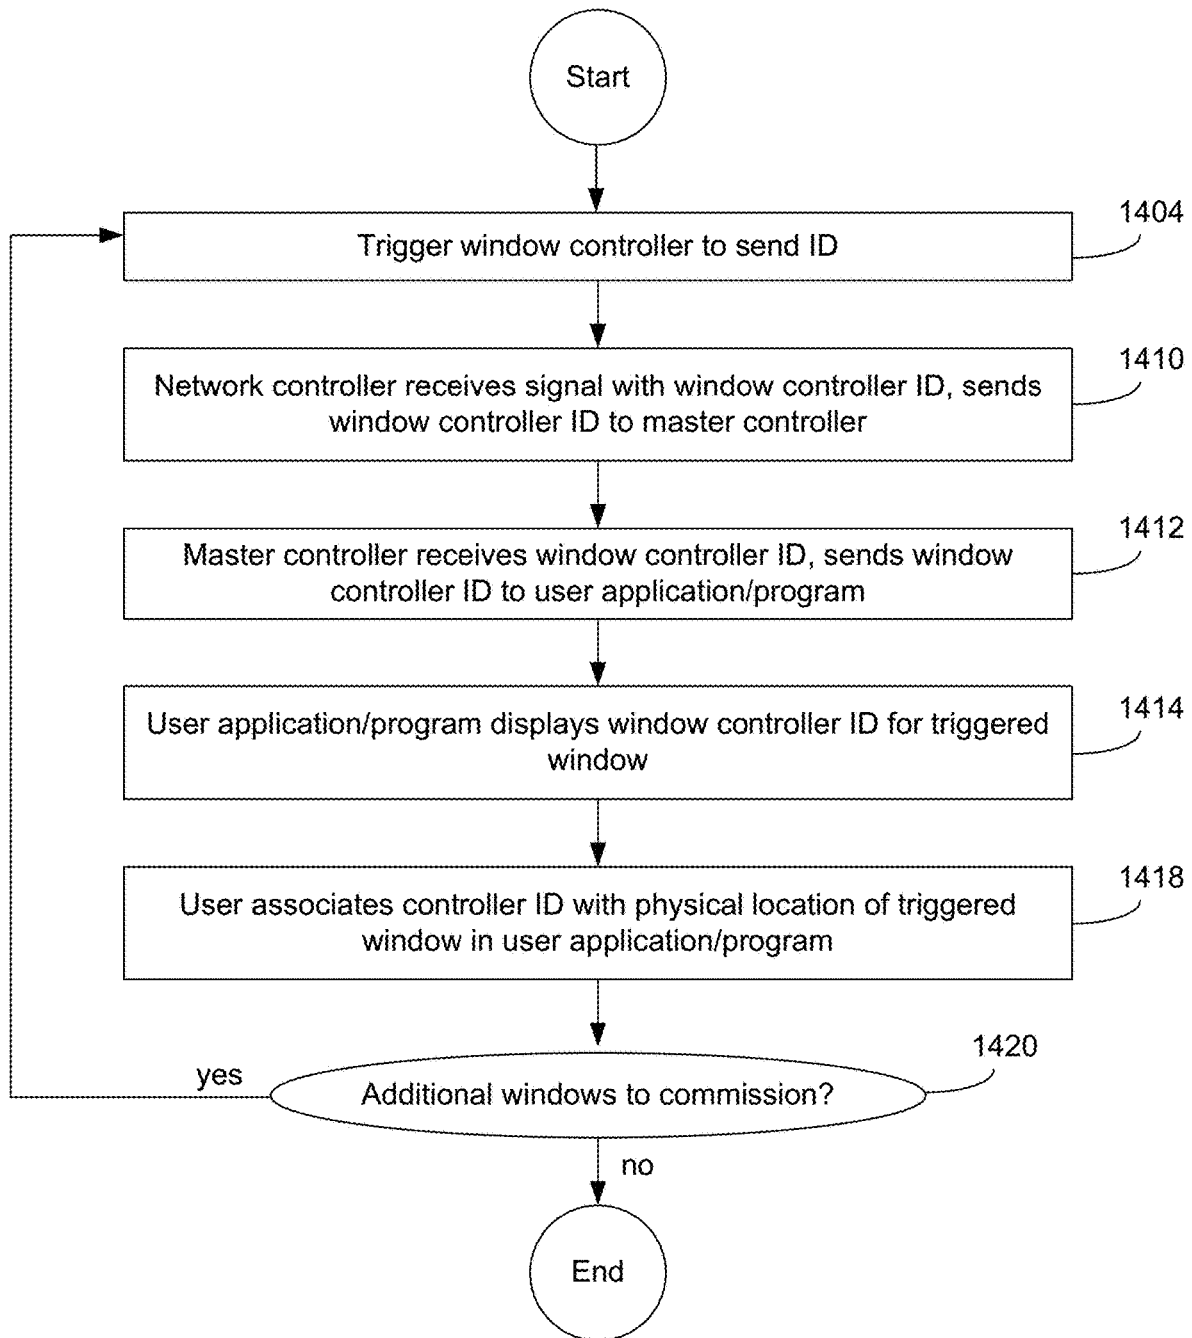 Start
Trigger window controller to send ID
1404
Network controller receives signal with window controller ID, sends
window controller ID to master controller
1410
Master controller receives window controller ID, sends window
controller ID to user application/program
1412
User application/program displays window controller ID for triggered
window
1414
User associates controller ID with physical location of triggered
window in user application/program
1418
Additional windows to commission?
1420
yes
no
End